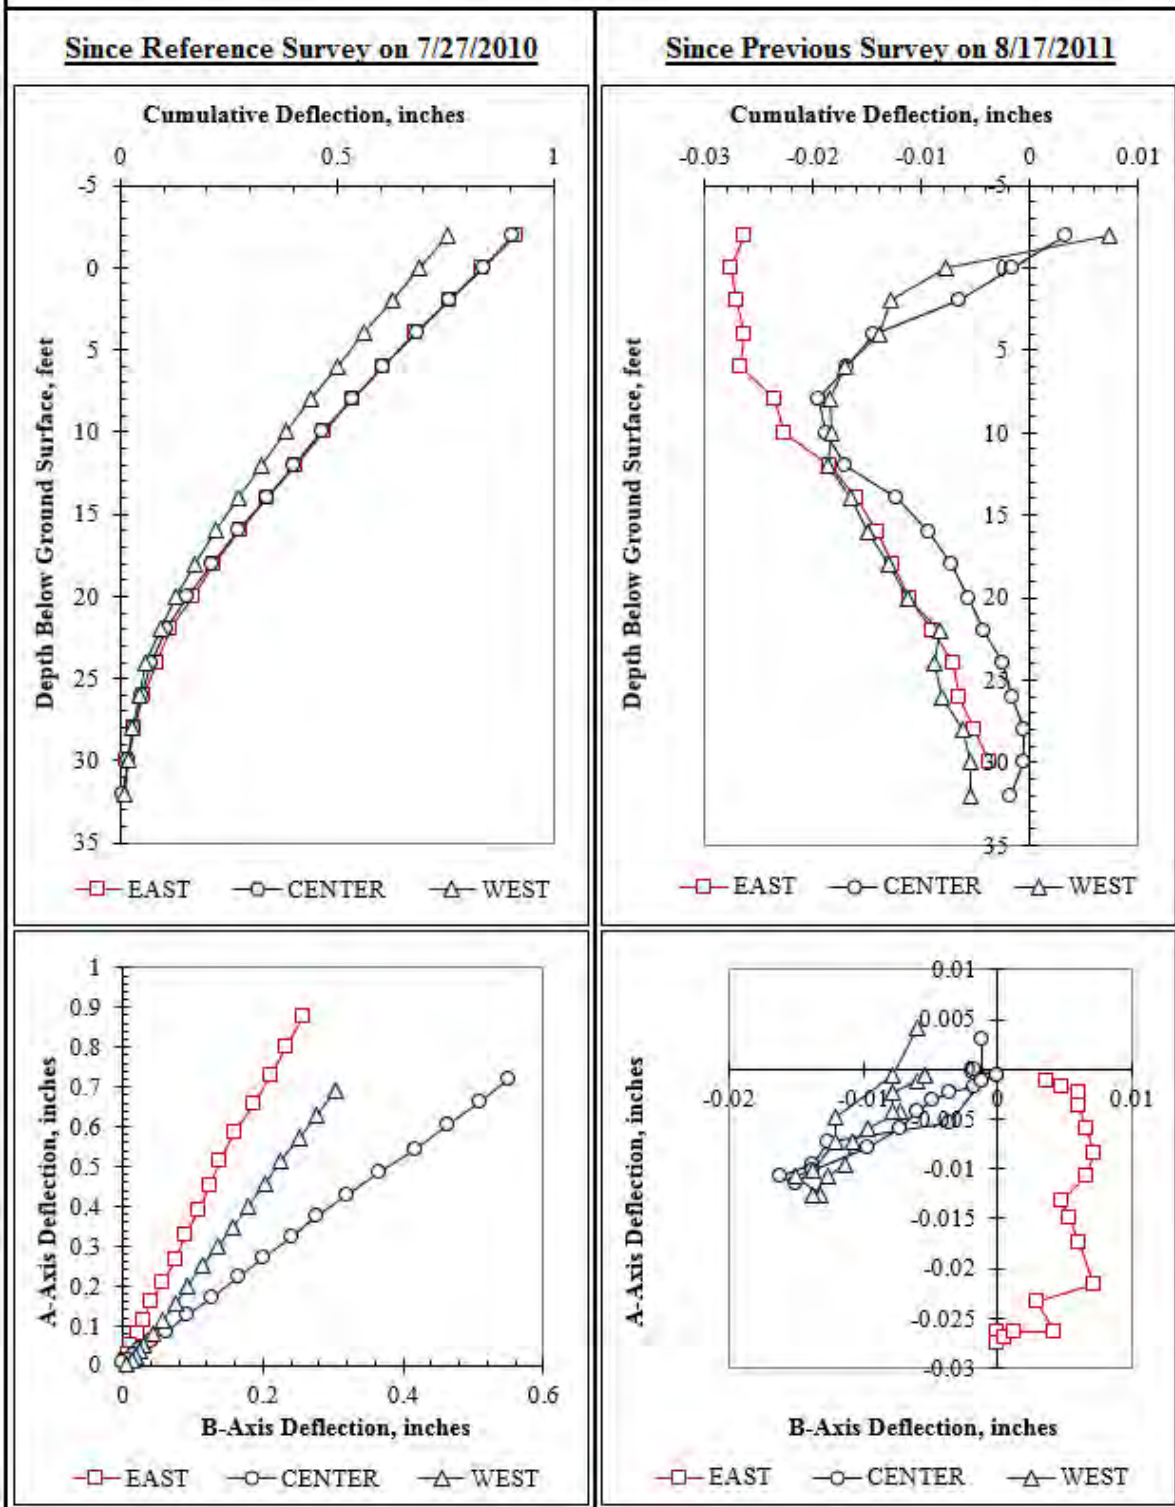 Since Reference Survey on 7/27/2010
Since Previous Survey on 8/17/2011
Cumulative Deflection, inches
0 0.5 1
-5
0
5
10
15
20
25
30
35
Depth Below Ground Surface, feet
EAST CENTER WEST
Cumulative Deflection, inches
-0.03 -0.02 -0.01 0 0.01
-5
0
5
10
15
20
25
30
35
Depth Below Ground Surface, feet
EAST CENTER WEST
1
0.9
0.8
0.7
0.6
0.5
0.4
0.3
0.2
0.1
0
0 0.2 0.4 0.6
A-Axis Deflection, inches
B-Axis Deflection, inches
EAST CENTER WEST
0.01
0.005
0
-0.02 -0.01 0 0.01
-0.005
-0.01
-0.015
-0.02
-0.025
-0.03
A-Axis Deflection, inches
B-Axis Deflection, inches
EAST CENTER WEST